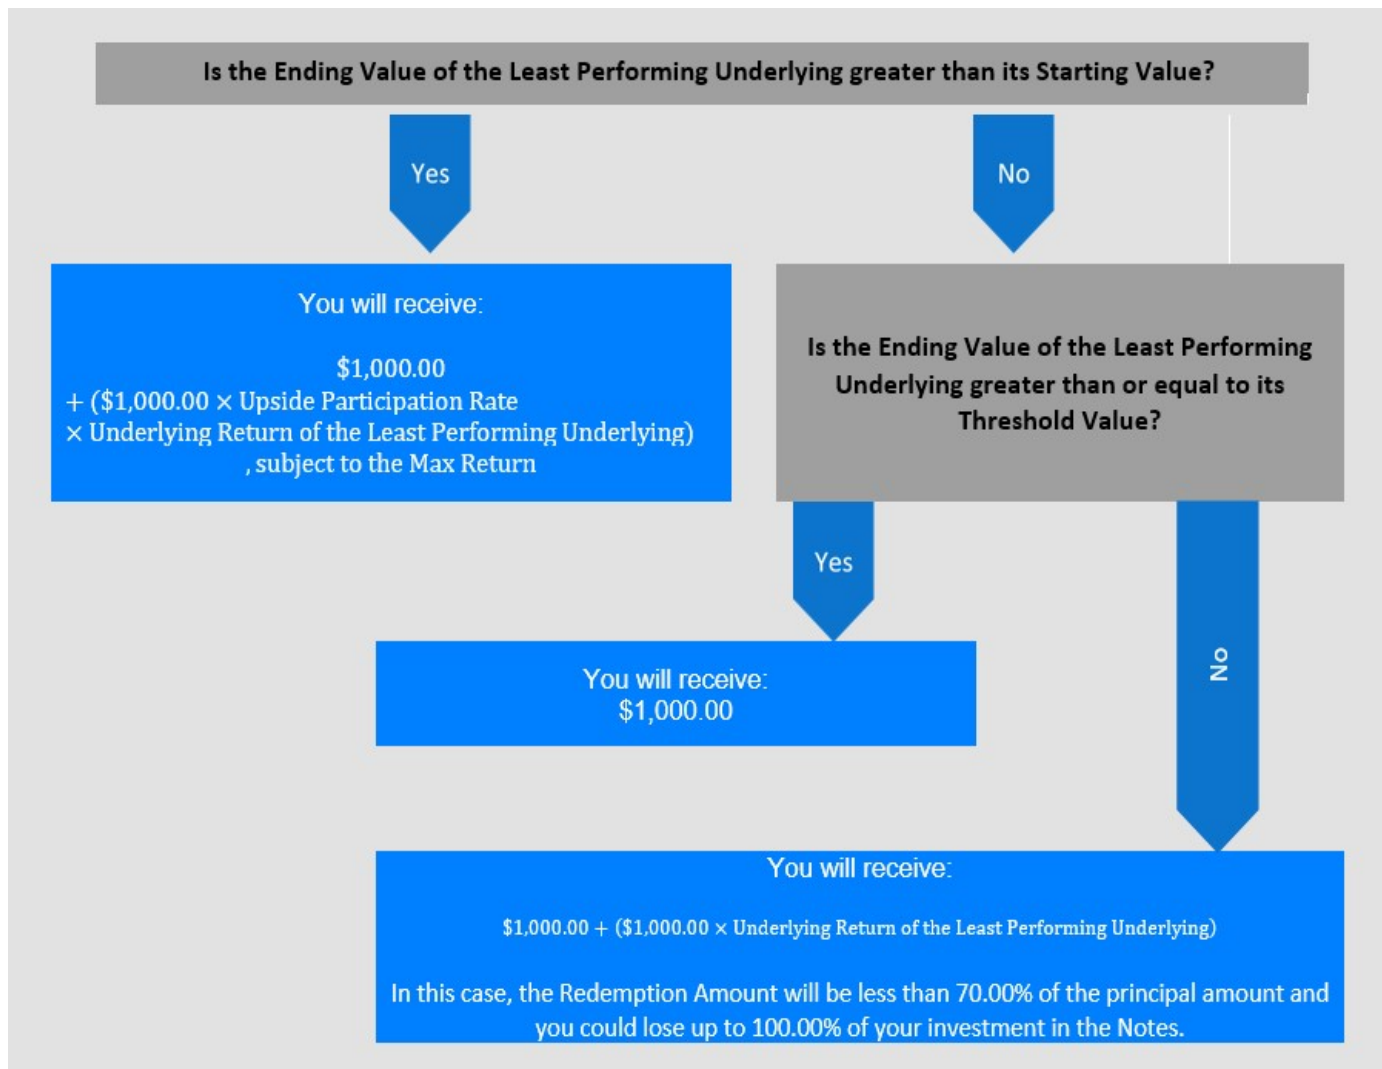 Is the Ending Value of the Least Performing Underlying greater than its Starting Value?
Yes
No
You will receive:
$1,000.00
+ ($1,000.00 × Upside Participation Rate
× Underlying Return of the Least Performing Underlying)
, subject to the Max Return
Is the Ending Value of the Least Performing
Underlying greater than or equal to its
Threshold Value?
Yes
No
You will receive:
$1,000.00
You will receive:
$1,000.00 + ($1,000.00 × Underlying Return of the Least Performing Underlying)
In this case, the Redemption Amount will be less than 70.00% of the principal amount and
you could lose up to 100.00% of your investment in the Notes.